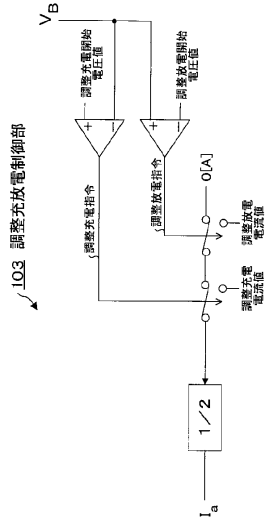 103 調整充放電制御部
VB
調整充電開始
電圧値
調整放電開始
電圧値
+
−
+
−
調整充電指令
調整放電指令
0[A]
調整充電
電流値
調整放電
電流値
1/2
Ia